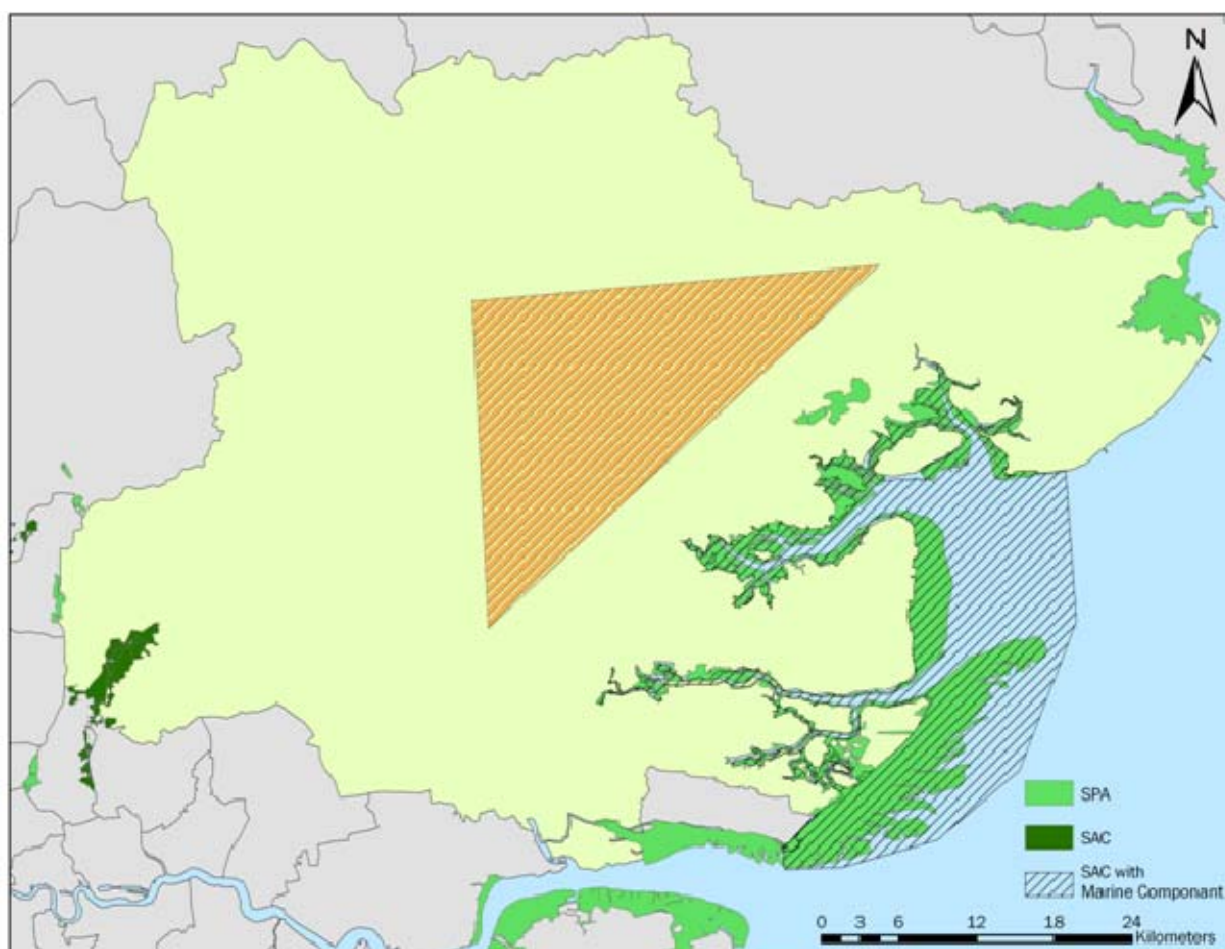 N
SPA
SAC
SAC with
Marine Componant
0 3 6 12 18 24
Kilometers